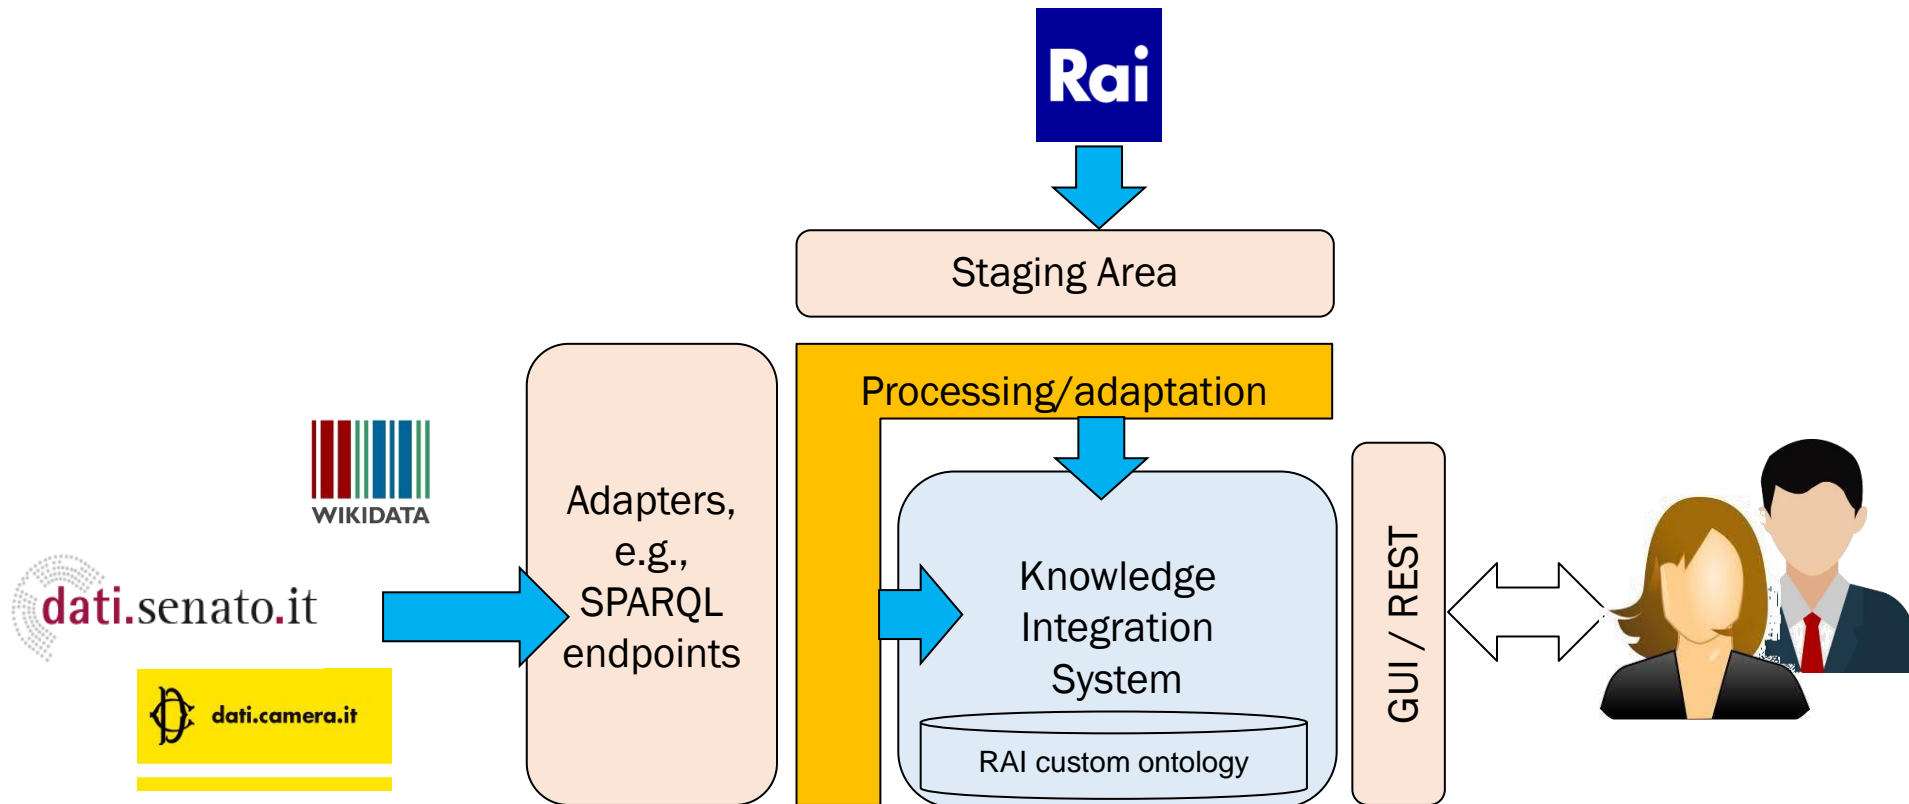 Rai
Staging Area
Processing/adaptation
WIKIDATA
dati.senato.it
dati.camera.it
Adapters,
e.g.,
SPARQL
endpoints
Knowledge
Integration
System
RAI custom ontology
GUI / REST